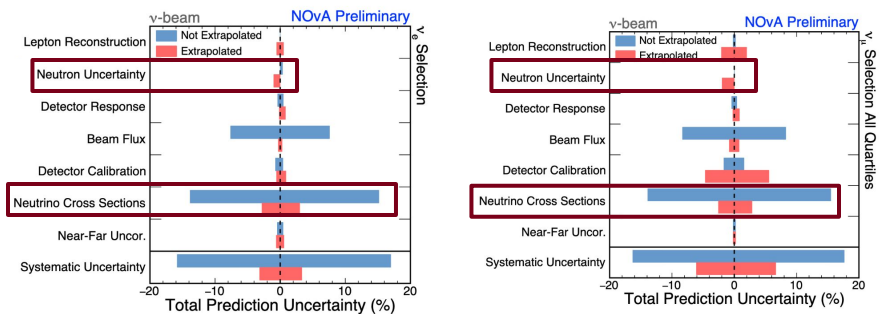 ν-beam NOvA Preliminary
Not Extrapolated
Extrapolated
Lepton Reconstruction
Neutron Uncertainty
Detector Response
Beam Flux
Detector Calibration
Neutrino Cross Sections
Near-Far Uncor.
Systematic Uncertainty
−20 −10 0 10 20
Total Prediction Uncertainty (%)
νe Selection
ν-beam NOvA Preliminary
Not Extrapolated
Extrapolated
Lepton Reconstruction
Neutron Uncertainty
Detector Response
Beam Flux
Detector Calibration
Neutrino Cross Sections
Near-Far Uncor.
Systematic Uncertainty
−20 −10 0 10 20
Total Prediction Uncertainty (%)
νμ Selection All Quartiles